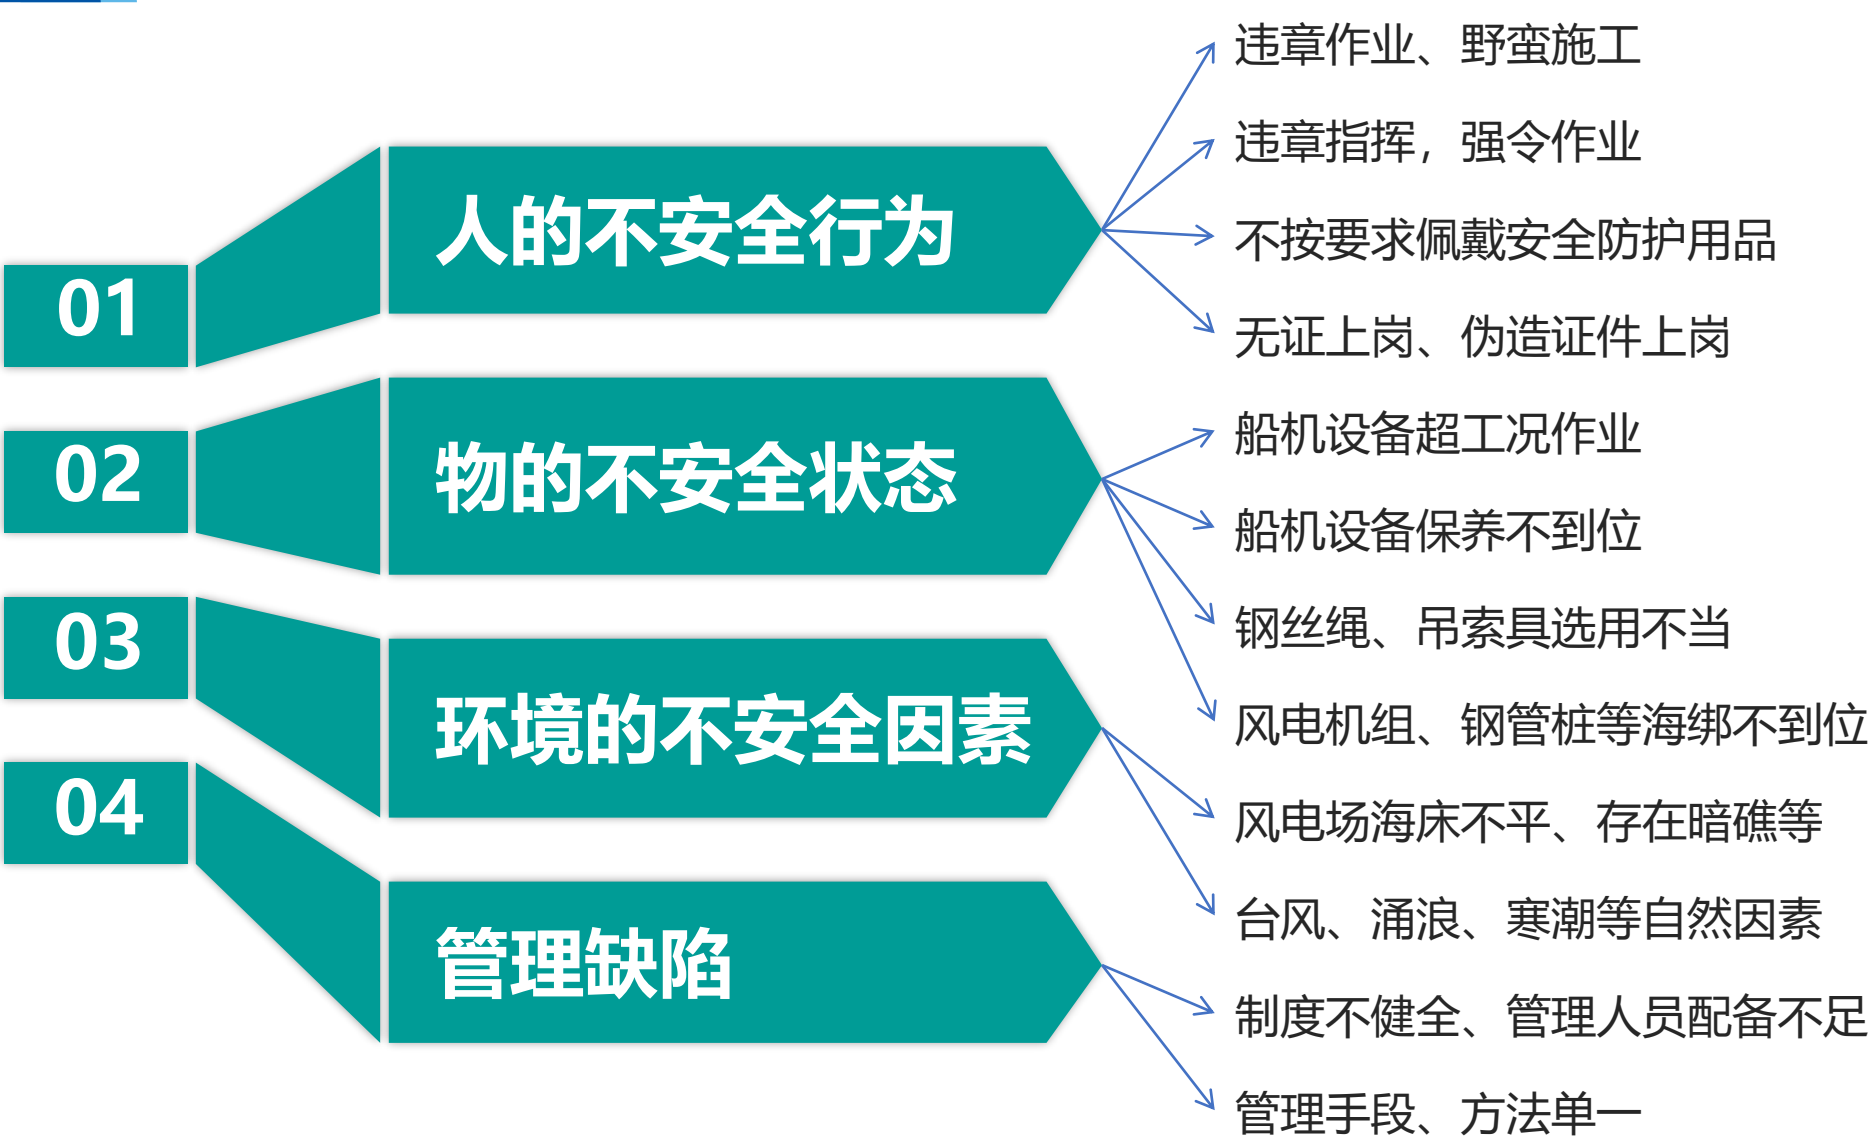 01
人的不安全行为
违章作业、野蛮施工
违章指挥，强令作业
不按要求佩戴安全防护用品
无证上岗、伪造证件上岗
02
物的不安全状态
船机设备超工况作业
船机设备保养不到位
钢丝绳、吊索具选用不当
风电机组、钢管桩等海绑不到位
03
环境的不安全因素
风电场海床不平、存在暗礁等
台风、涌浪、寒潮等自然因素
04
管理缺陷
制度不健全、管理人员配备不足
管理手段、方法单一